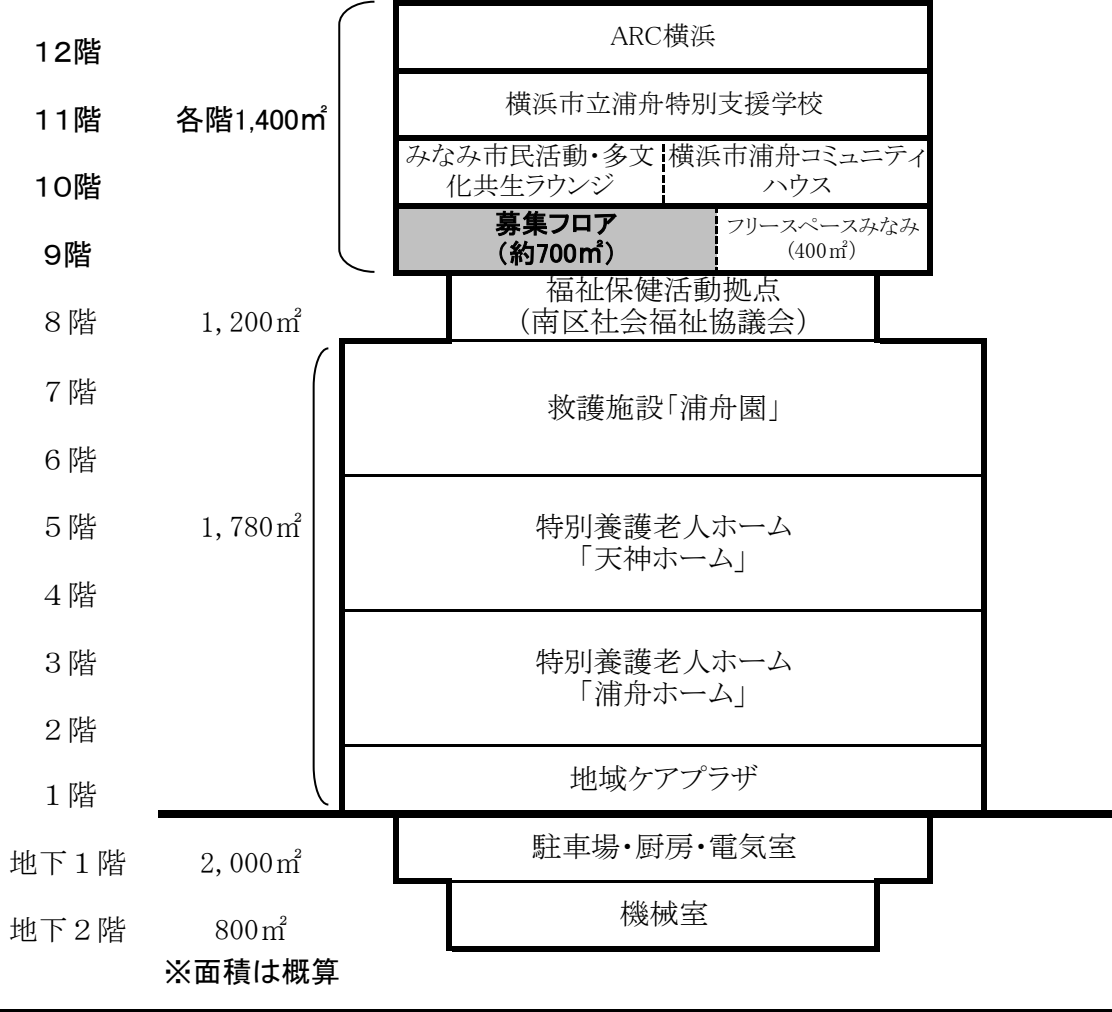 12階
ARC横浜
11階
各階1,400㎡
横浜市立浦舟特別支援学校
10階
みなみ市民活動・多文
化共生ラウンジ
横浜市浦舟コミュニティ
ハウス
9階
募集フロア
（約700㎡）
フリースペースみなみ
（400㎡）
８階
1,200㎡
福祉保健活動拠点
（南区社会福祉協議会）
７階
救護施設「浦舟園」
６階
５階
1,780㎡
特別養護老人ホーム
「天神ホーム」
４階
３階
特別養護老人ホーム
「浦舟ホーム」
２階
１階
地域ケアプラザ
地下１階
2,000㎡
駐車場・厨房・電気室
地下２階
800㎡
機械室
※面積は概算